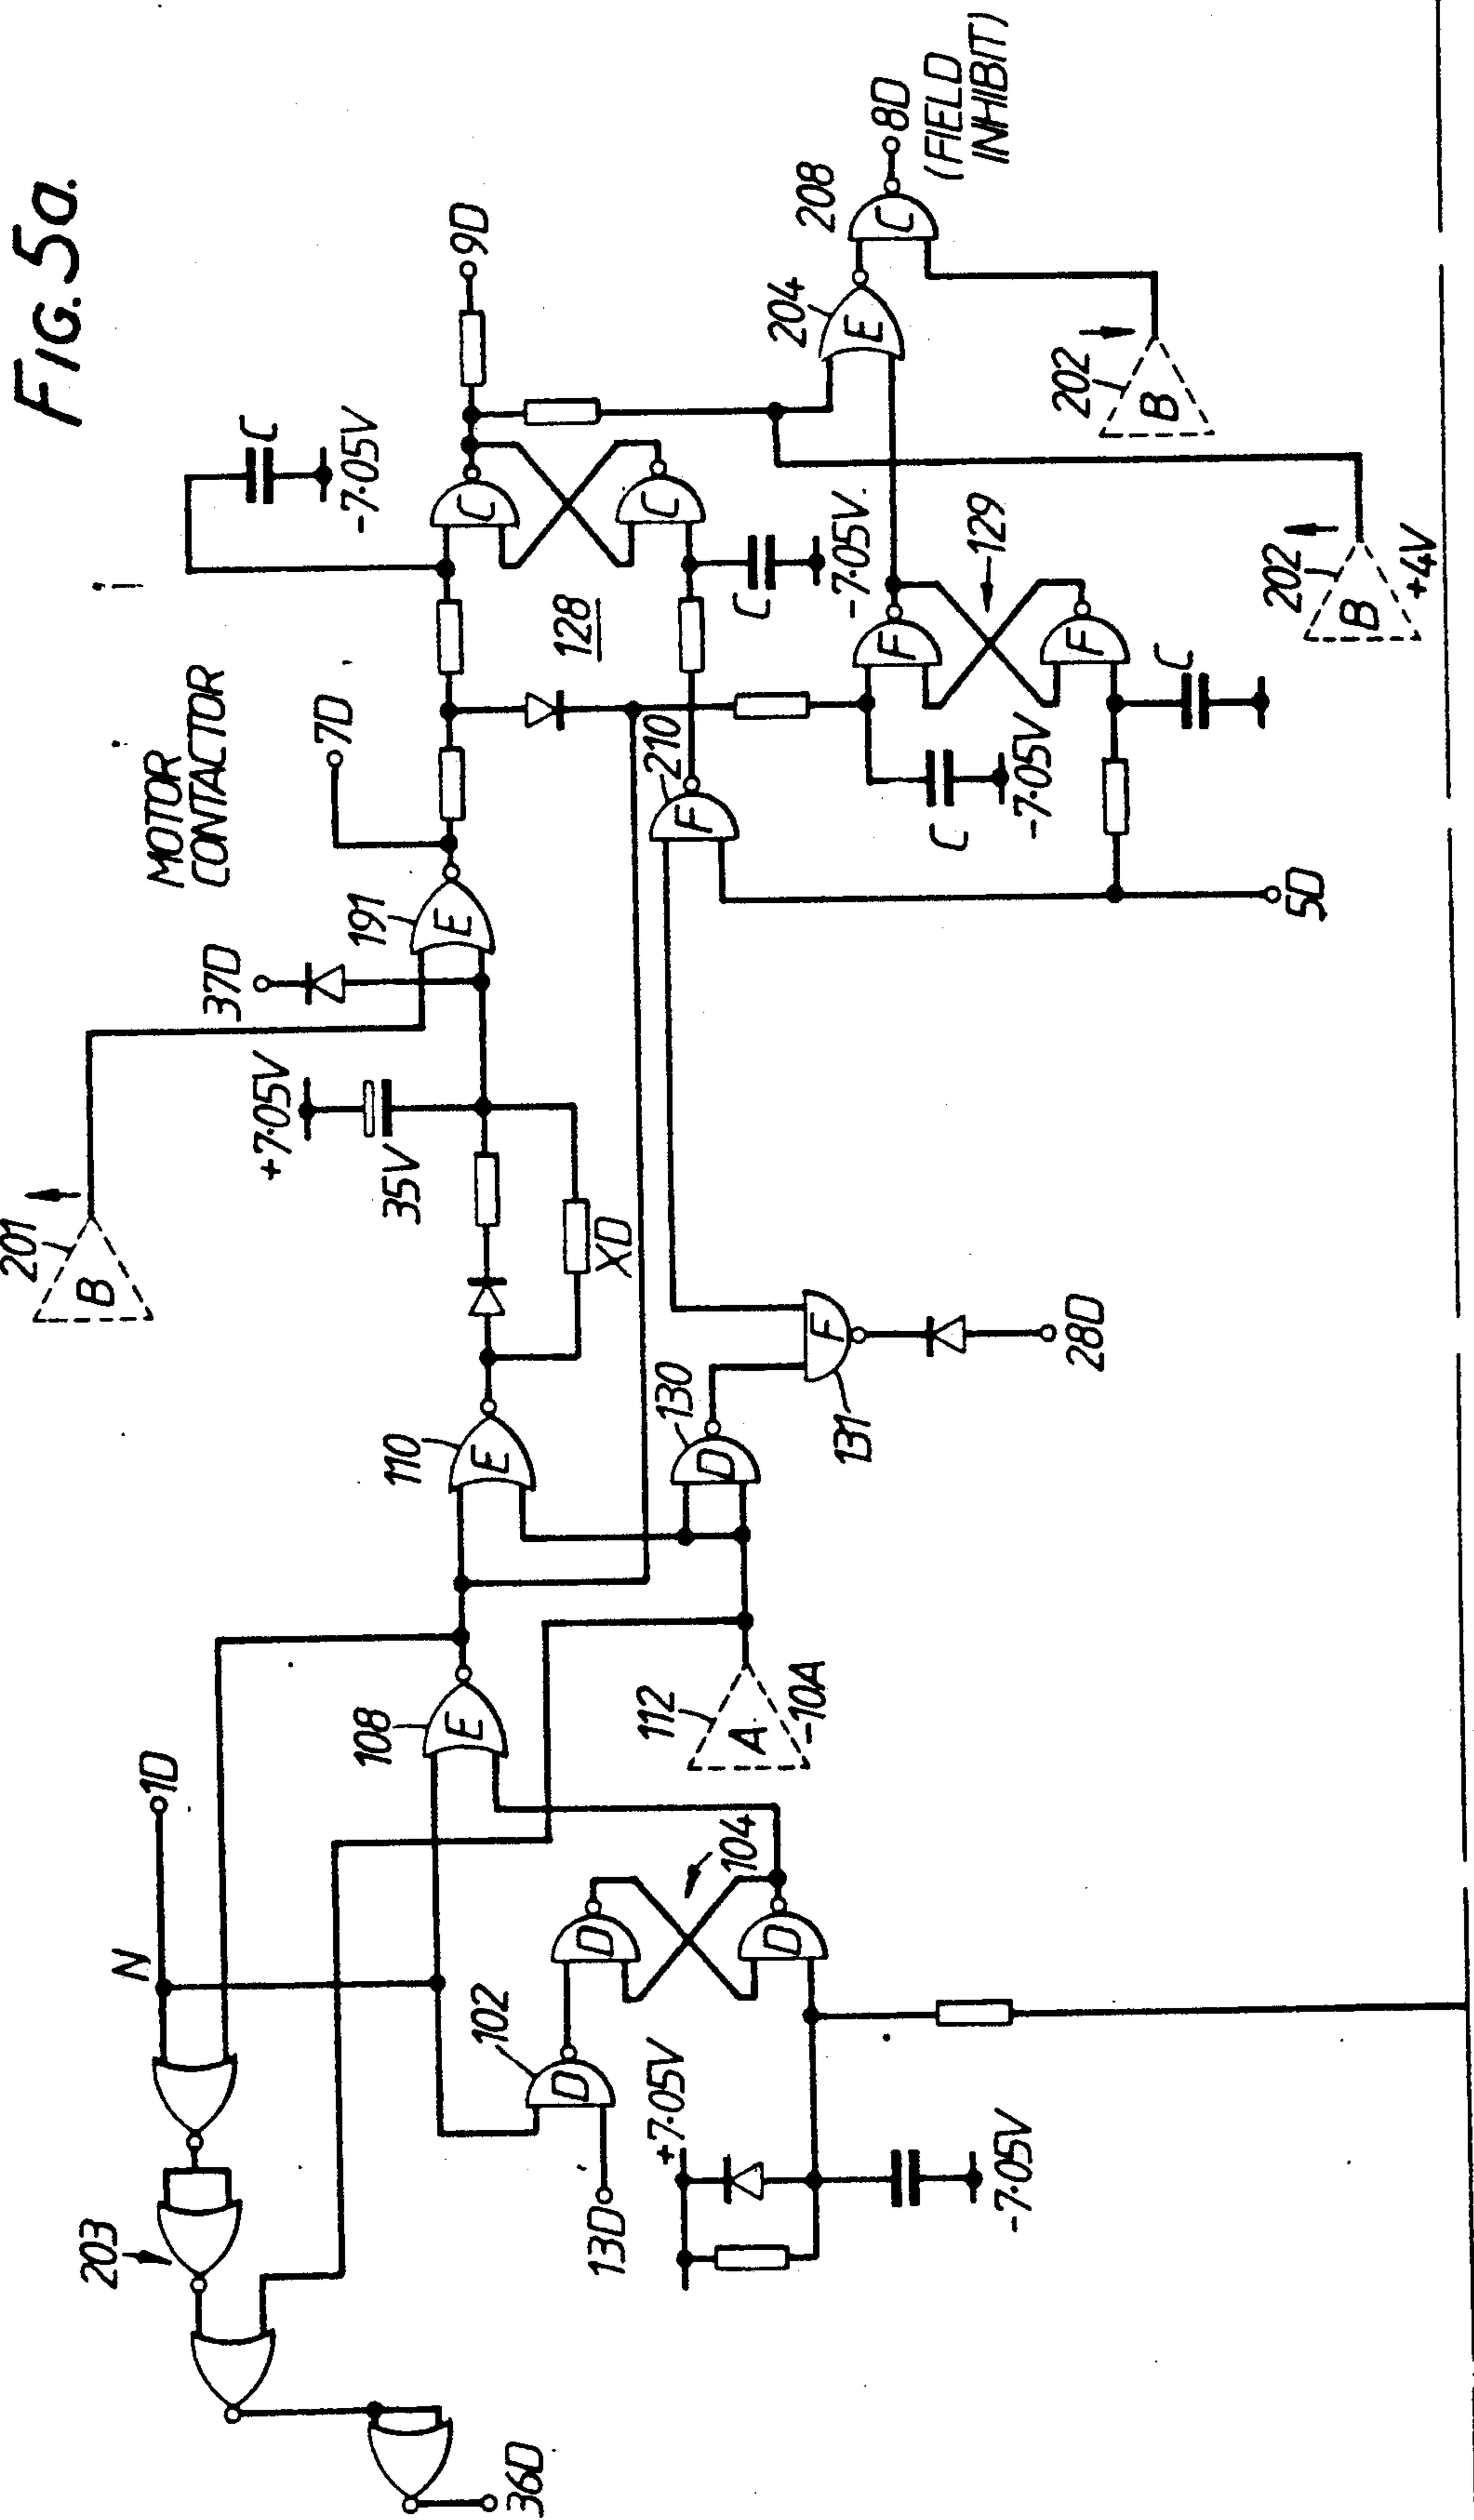 FIG. 5a.
36D
203
N
1D
13D
102
D
D
D
104
+7·05V
-7·05V
108
E
112
A
-10A
110
E
130
D
131
F
28D
XD
35V
+7·05V
201
B
37D
191
E
MOTOR
CONTACTOR
7D
210
F
5D
128
C
-7·05V
C
C
C
-7·05V
C
-7·05V
F
F
129
C
9D
204
E
208
C
8D
(FIELD
INHIBIT)
202
B
202
B
+4V